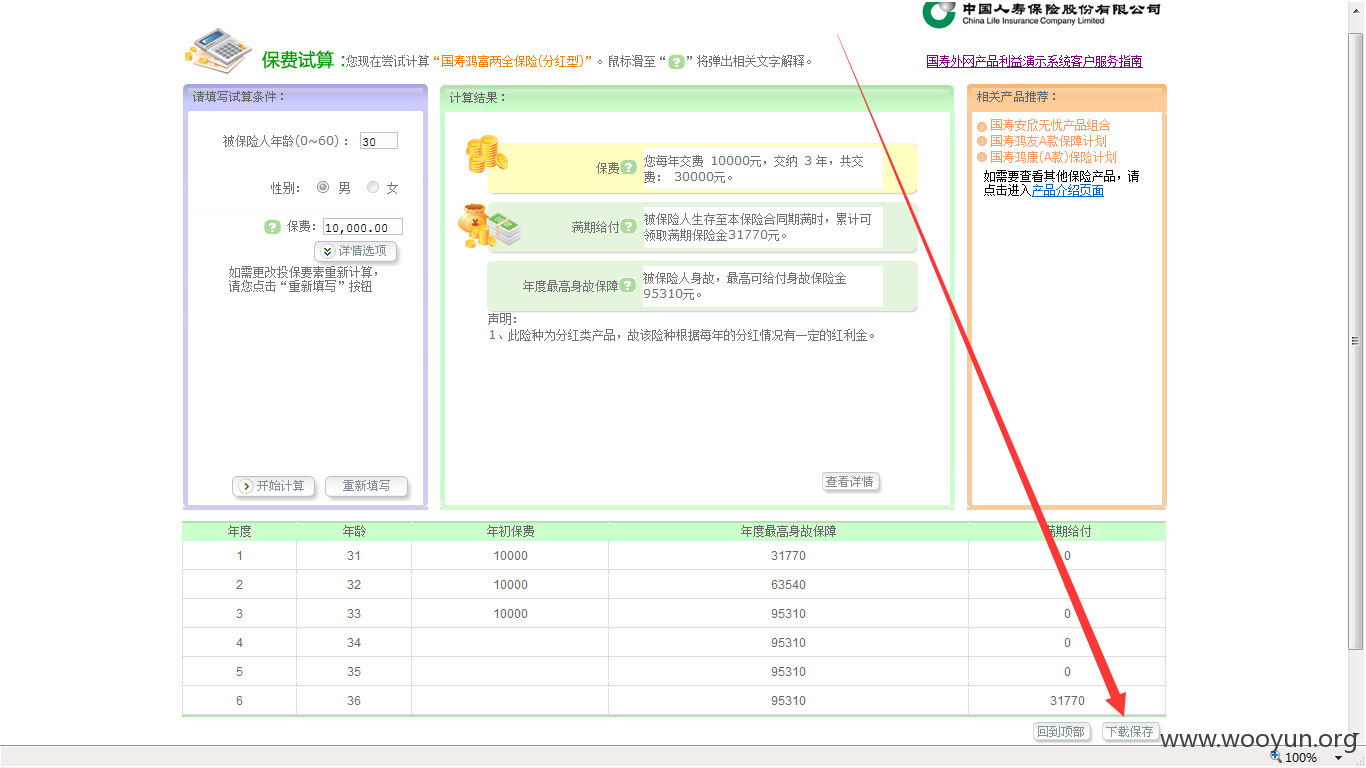 中国人寿保险股份有限公司
China Life Insurance Company Limited
保费试算：您现在尝试计算“国寿鸿富两全保险(分红型)”。鼠标滑至“?”将弹出相关文字解释。
国寿外网产品利益演示系统客户服务指南
请填写试算条件：
被保险人年龄(0~60)： 30
性别： 男 女
? 保费： 10,000.00
详情选项
如需更改投保要素重新计算，
请您点击“重新填写”按钮
开始计算 重新填写
计算结果：
保费? 您每年交费 10000元，交纳 3 年，共交
费： 30000元。
满期给付? 被保险人生存至本保险合同期满时，累计可
领取满期保险金31770元。
年度最高身故保障? 被保险人身故，最高可给付身故保险金
95310元。
声明：
1、此险种为分红类产品，故该险种根据每年的分红情况有一定的红利金。
查看详情
相关产品推荐：
国寿安欣无忧产品组合
国寿鸿友A款保障计划
国寿鸿康(A款)保险计划
如需要查看其他保险产品，请
点击进入产品介绍页面
年度 年龄 年初保费 年度最高身故保障 满期给付
1 31 10000 31770 0
2 32 10000 63540
3 33 10000 95310 0
4 34 95310 0
5 35 95310 0
6 36 95310 31770
回到顶部 下载保存
www.wooyun.org
100%